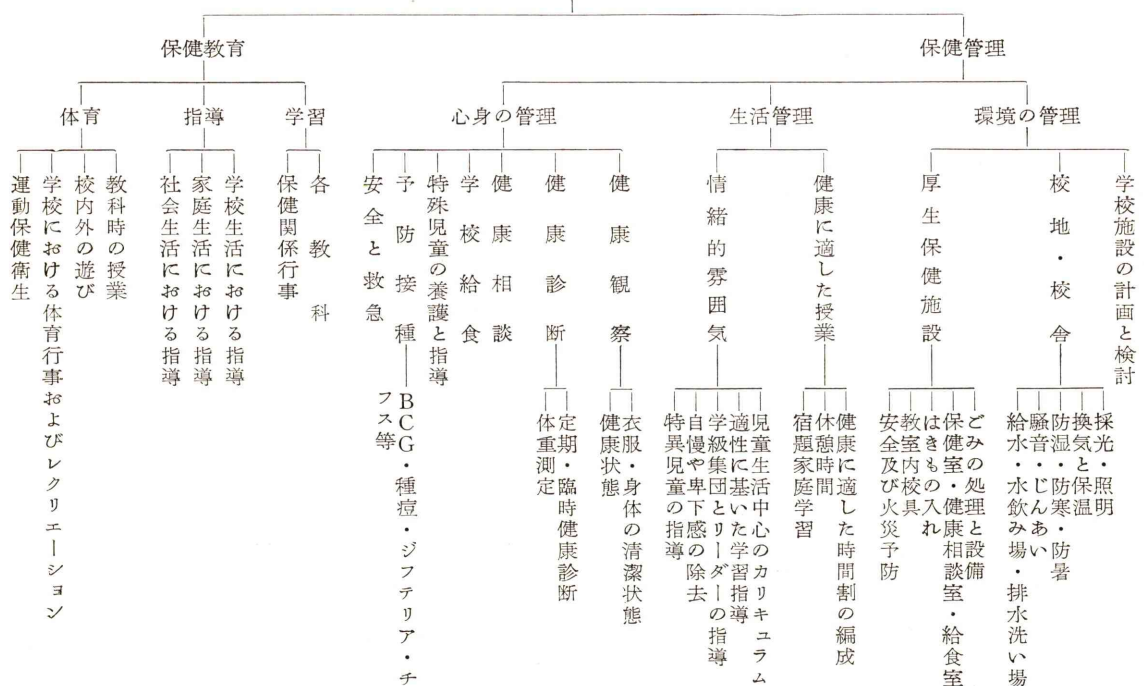 保健教育
保健管理
体育
指導
学習
心身の管理
生活管理
環境の管理
学校施設の計画と検討
校地・校舎
厚生保健施設
健康に適した授業
情緒的雰囲気
健康観察
健康診断
健康相談
学校給食
特殊児童の養護と指導
予防接種
安全と救急
各教科
保健関係行事
学校生活における指導
家庭生活における指導
社会生活における指導
教科時の授業
校内外の遊び
学校における体育行事およびレクリエーション
運動保健衛生
採光・照明
換気と保温
防湿・防寒・防暑
騒音・じんあい
給水・水飲み場・排水洗い場
ごみの処理と設備
保健室・健康相談室・給食室
はきもの入れ
教室内校具
安全及び火災予防
健康に適した時間割の編成
休憩時間
宿題家庭学習
児童生活中心のカリキュラム
適性に基いた学習指導
学級集団とリーダーの指導
自慢や卑下感の除去
特異児童の指導
衣服・身体の清潔状態
健康状態
定期・臨時健康診断
体重測定
BCG・種痘・ジフテリア・チ
フス等